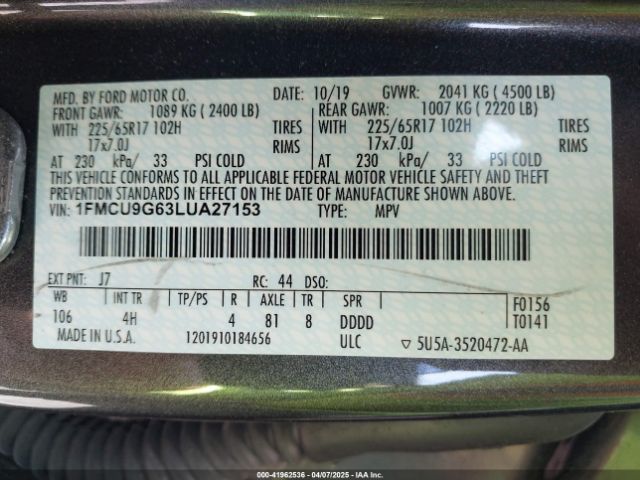 MFD. BY FORD MOTOR CO. DATE: 10/19 GVWR: 2041 KG ( 4500 LB)
FRONT GAWR: 1089 KG ( 2400 LB) REAR GAWR: 1007 KG ( 2220 LB)
WITH 225/65R17 102H TIRES WITH 225/65R17 102H TIRES
17x7.0J RIMS 17x7.0J RIMS
AT 230 kPa/ 33 PSI COLD AT 230 kPa/ 33 PSI COLD
THIS VEHICLE CONFORMS TO ALL APPLICABLE FEDERAL MOTOR VEHICLE SAFETY AND THEFT
PREVENTION STANDARDS IN EFFECT ON THE DATE OF MANUFACTURE SHOWN ABOVE.
VIN: 1FMCU9G63LUA27153 TYPE: MPV
EXT PNT: J7 RC: 44 DSO:
WB INT TR TP/PS R AXLE TR SPR F0156
106 4H 4 81 8 DDDD T0141
MADE IN U.S.A. 1201910184656 ULC ▽ 5U5A-3520472-AA
000-41962536 - 04/07/2025 - IAAI, Inc.